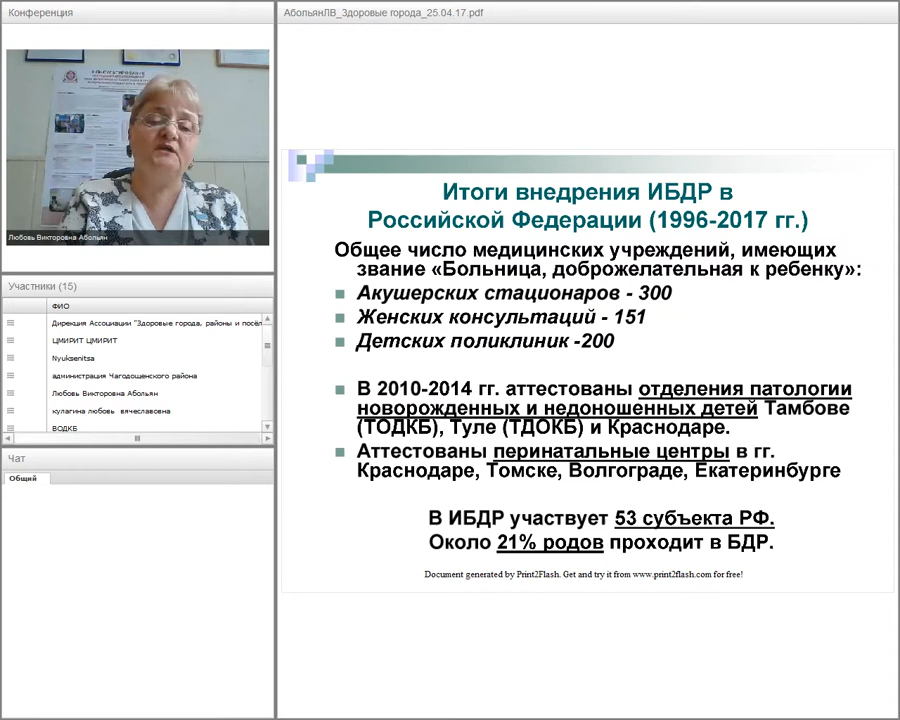 Конференция
Любовь Викторовна Абольян
Участники (15)
ФИО
Дирекция Ассоциации "Здоровые города, районы и посёл
ЦМИРИТ ЦМИРИТ
Nyuksenitsa
администрация Чагодощенского района
Любовь Викторовна Абольян
кулагина любовь вячеславовна
ВОДКБ
Чат
Общий
АбольянЛВ_Здоровые города_25.04.17.pdf
Итоги внедрения ИБДР в
Российской Федерации (1996-2017 гг.)
Общее число медицинских учреждений, имеющих
звание «Больница, доброжелательная к ребенку»:
Акушерских стационаров - 300
Женских консультаций - 151
Детских поликлиник -200
В 2010-2014 гг. аттестованы отделения патологии
новорожденных и недоношенных детей Тамбове
(ТОДКБ), Туле (ТДОКБ) и Краснодаре.
Аттестованы перинатальные центры в гг.
Краснодаре, Томске, Волгограде, Екатеринбурге
В ИБДР участвует 53 субъекта РФ.
Около 21% родов проходит в БДР.
Document generated by Print2Flash. Get and try it from www.print2flash.com for free!